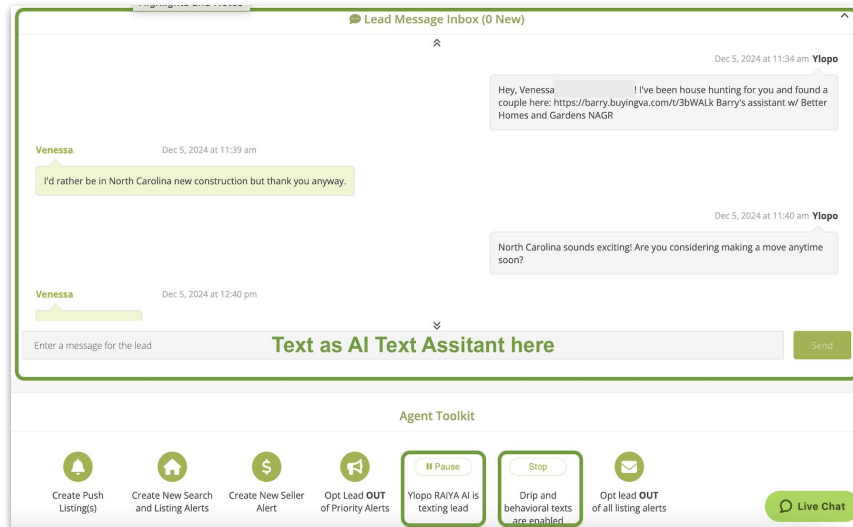 Highlights and Notes
Lead Message Inbox (0 New)
Dec 5, 2024 at 11:34 am Ylopo
Hey, Venessa ! I've been house hunting for you and found a
couple here: https://barry.buyingva.com/t/3bWALk Barry's assistant w/ Better
Homes and Gardens NAGR
Venessa Dec 5, 2024 at 11:39 am
I'd rather be in North Carolina new construction but thank you anyway.
Dec 5, 2024 at 11:40 am Ylopo
North Carolina sounds exciting! Are you considering making a move anytime
soon?
Venessa Dec 5, 2024 at 12:40 pm
Enter a message for the lead Text as AI Text Assitant here Send
Agent Toolkit
Pause Stop
Create Push
Listing(s)
Create New Search
and Listing Alerts
Create New Seller
Alert
Opt Lead OUT
of Priority Alerts
Ylopo RAIYA AI is
texting lead
Drip and
behavioral texts
are enabled
Opt lead OUT
of all listing alerts
Live Chat